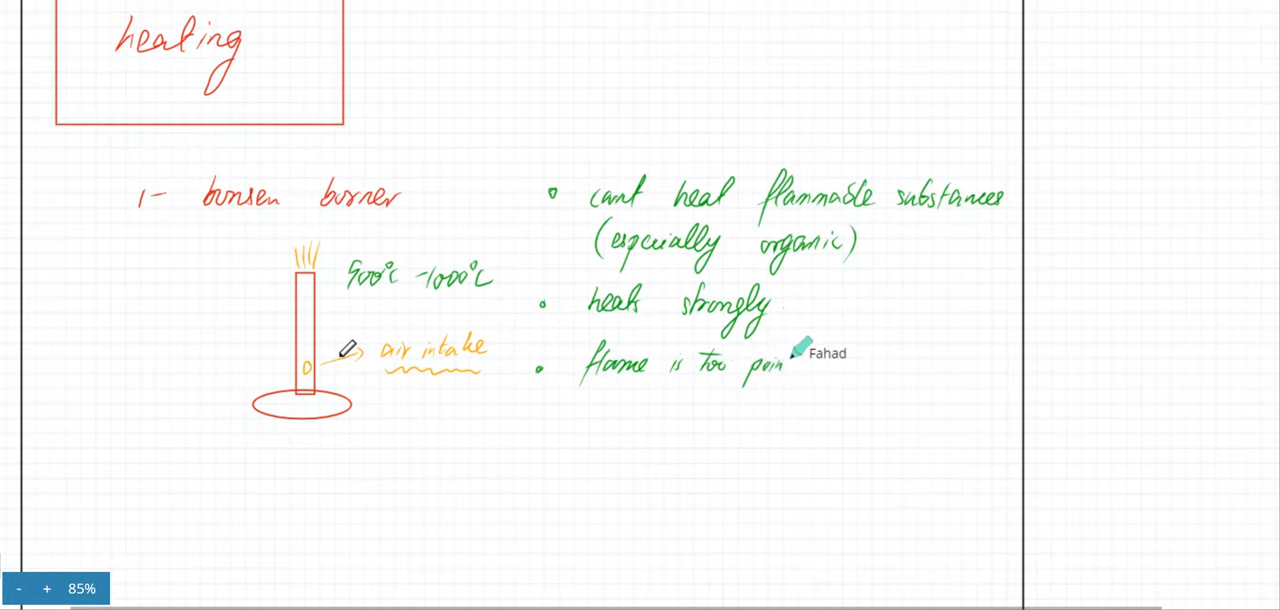 heating
1- bunsen burner
• cant heat flammable substances
(especially organic)
900°C - 1000°C
• heats strongly
air intake
• flame is too poin
Fahad
- + 85%